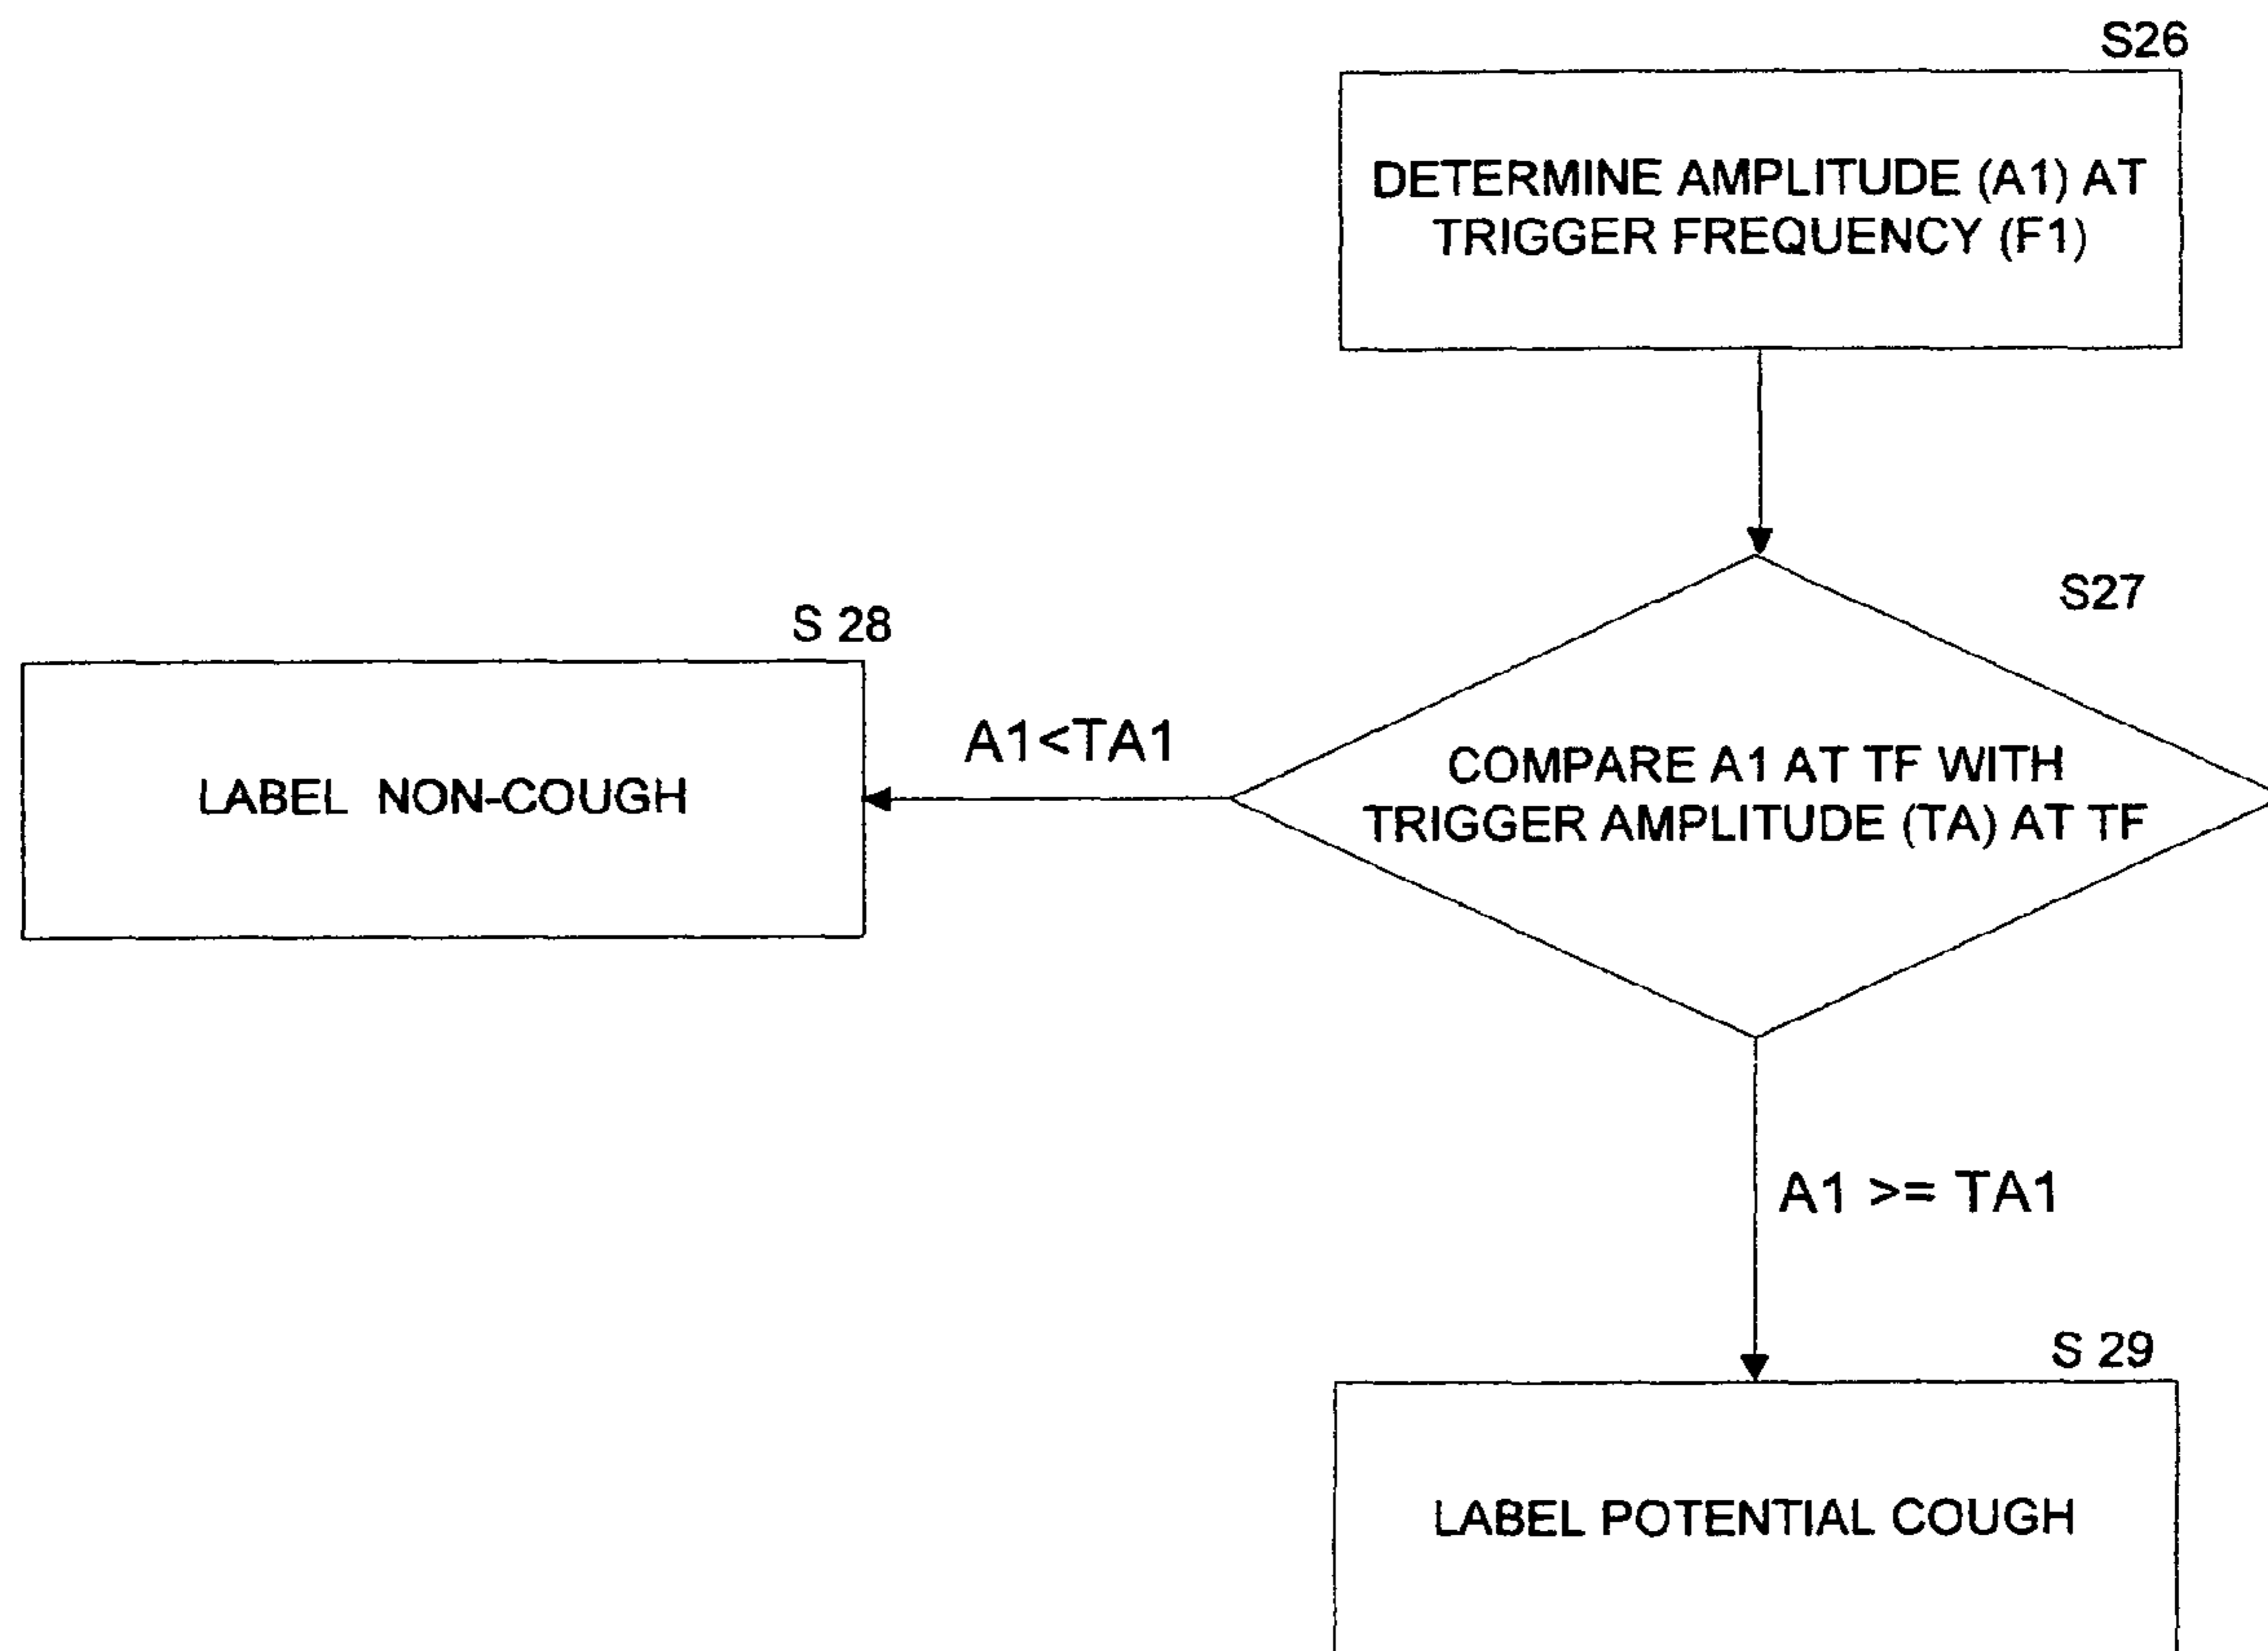 S26
DETERMINE AMPLITUDE (A1) AT
TRIGGER FREQUENCY (F1)
S27
COMPARE A1 AT TF WITH
TRIGGER AMPLITUDE (TA) AT TF
A1<TA1
S 28
LABEL NON-COUGH
A1 >= TA1
S 29
LABEL POTENTIAL COUGH